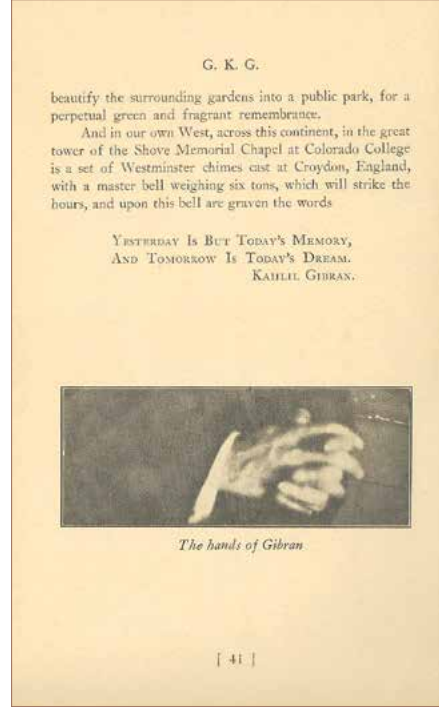 G. K. G.
beautify the surrounding gardens into a public park, for a
perpetual green and fragrant remembrance.
And in our own West, across this continent, in the great
tower of the Shove Memorial Chapel at Colorado College
is a set of Westminster chimes cast at Croydon, England,
with a master bell weighing six tons, which will strike the
hours, and upon this bell are graven the words
Yesterday Is But Today's Memory,
And Tomorrow Is Today's Dream.
Kahlil Gibran.
The hands of Gibran
[ 41 ]